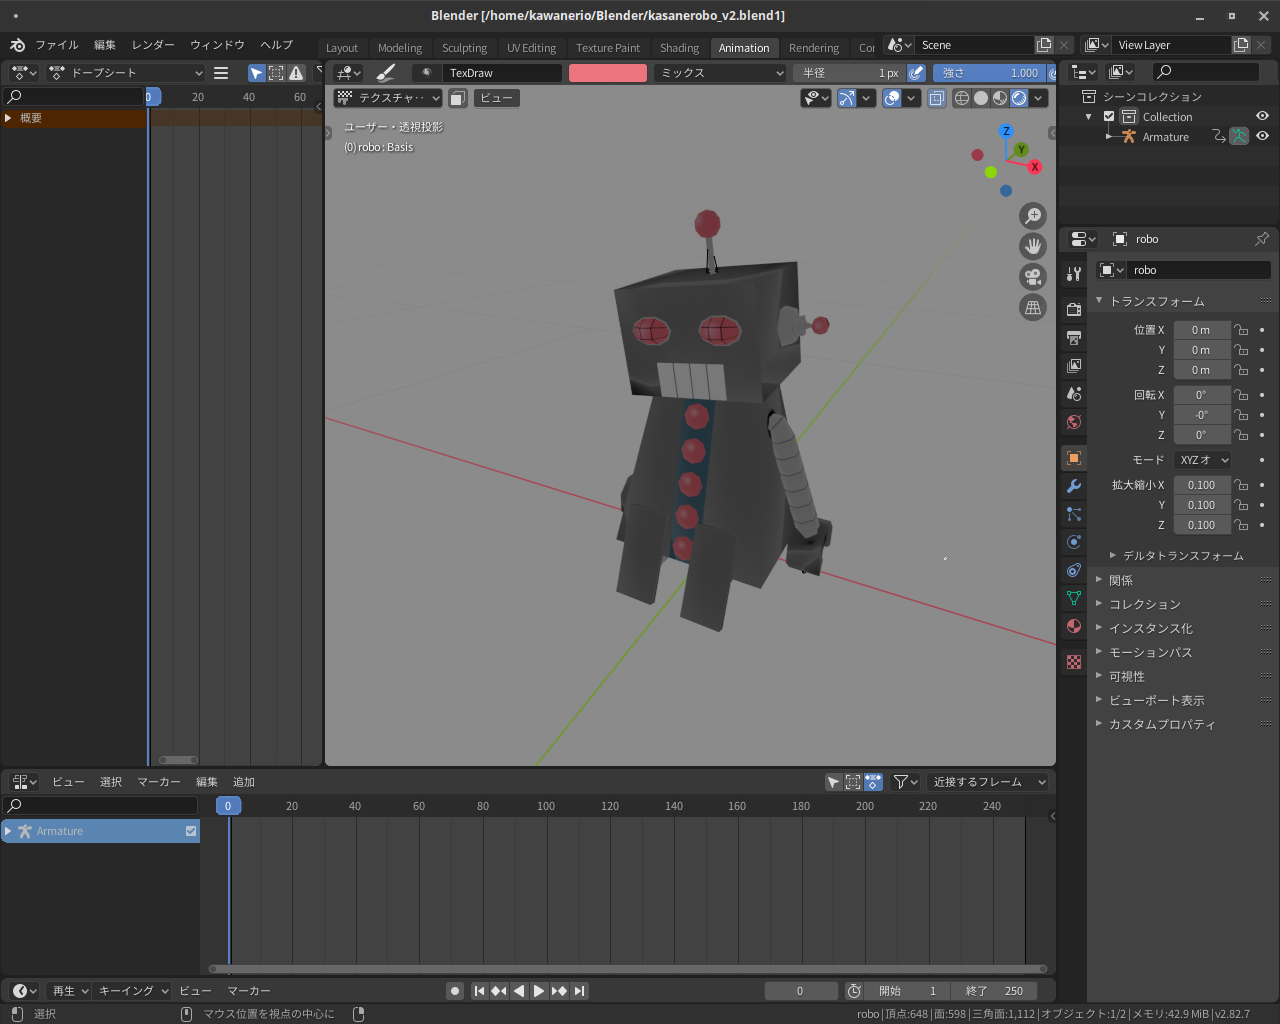 Blender [/home/kawanerio/Blender/kasanerobo_v2.blend1]
ファイル 編集 レンダー ウィンドウ ヘルプ Layout Modeling Sculpting UV Editing Texture Paint Shading Animation Rendering Cor Scene View Layer
ドープシート TexDraw ミックス 半径 1 px 強さ 1.000
0 20 40 60 テクスチャ‥ ビュー シーンコレクション
概要 ユーザー・透視投影 Collection
(0) robo : Basis Armature
Z
Y
X
robo
robo
トランスフォーム
位置 X 0 m
Y 0 m
Z 0 m
回転 X 0°
Y -0°
Z 0°
モード XYZ オ
拡大縮小 X 0.100
Y 0.100
Z 0.100
デルタトランスフォーム
関係
コレクション
インスタンス化
モーションパス
可視性
ビューポート表示
カスタムプロパティ
ビュー 選択 マーカー 編集 追加 近接するフレーム
0 20 40 60 80 100 120 140 160 180 200 220 240
Armature
再生 キーイング ビュー マーカー 0 開始 1 終了 250
選択 マウス位置を視点の中心に robo | 頂点:648 | 面:598 | 三角面:1,112 | オブジェクト:1/2 | メモリ:42.9 MiB | v2.82.7